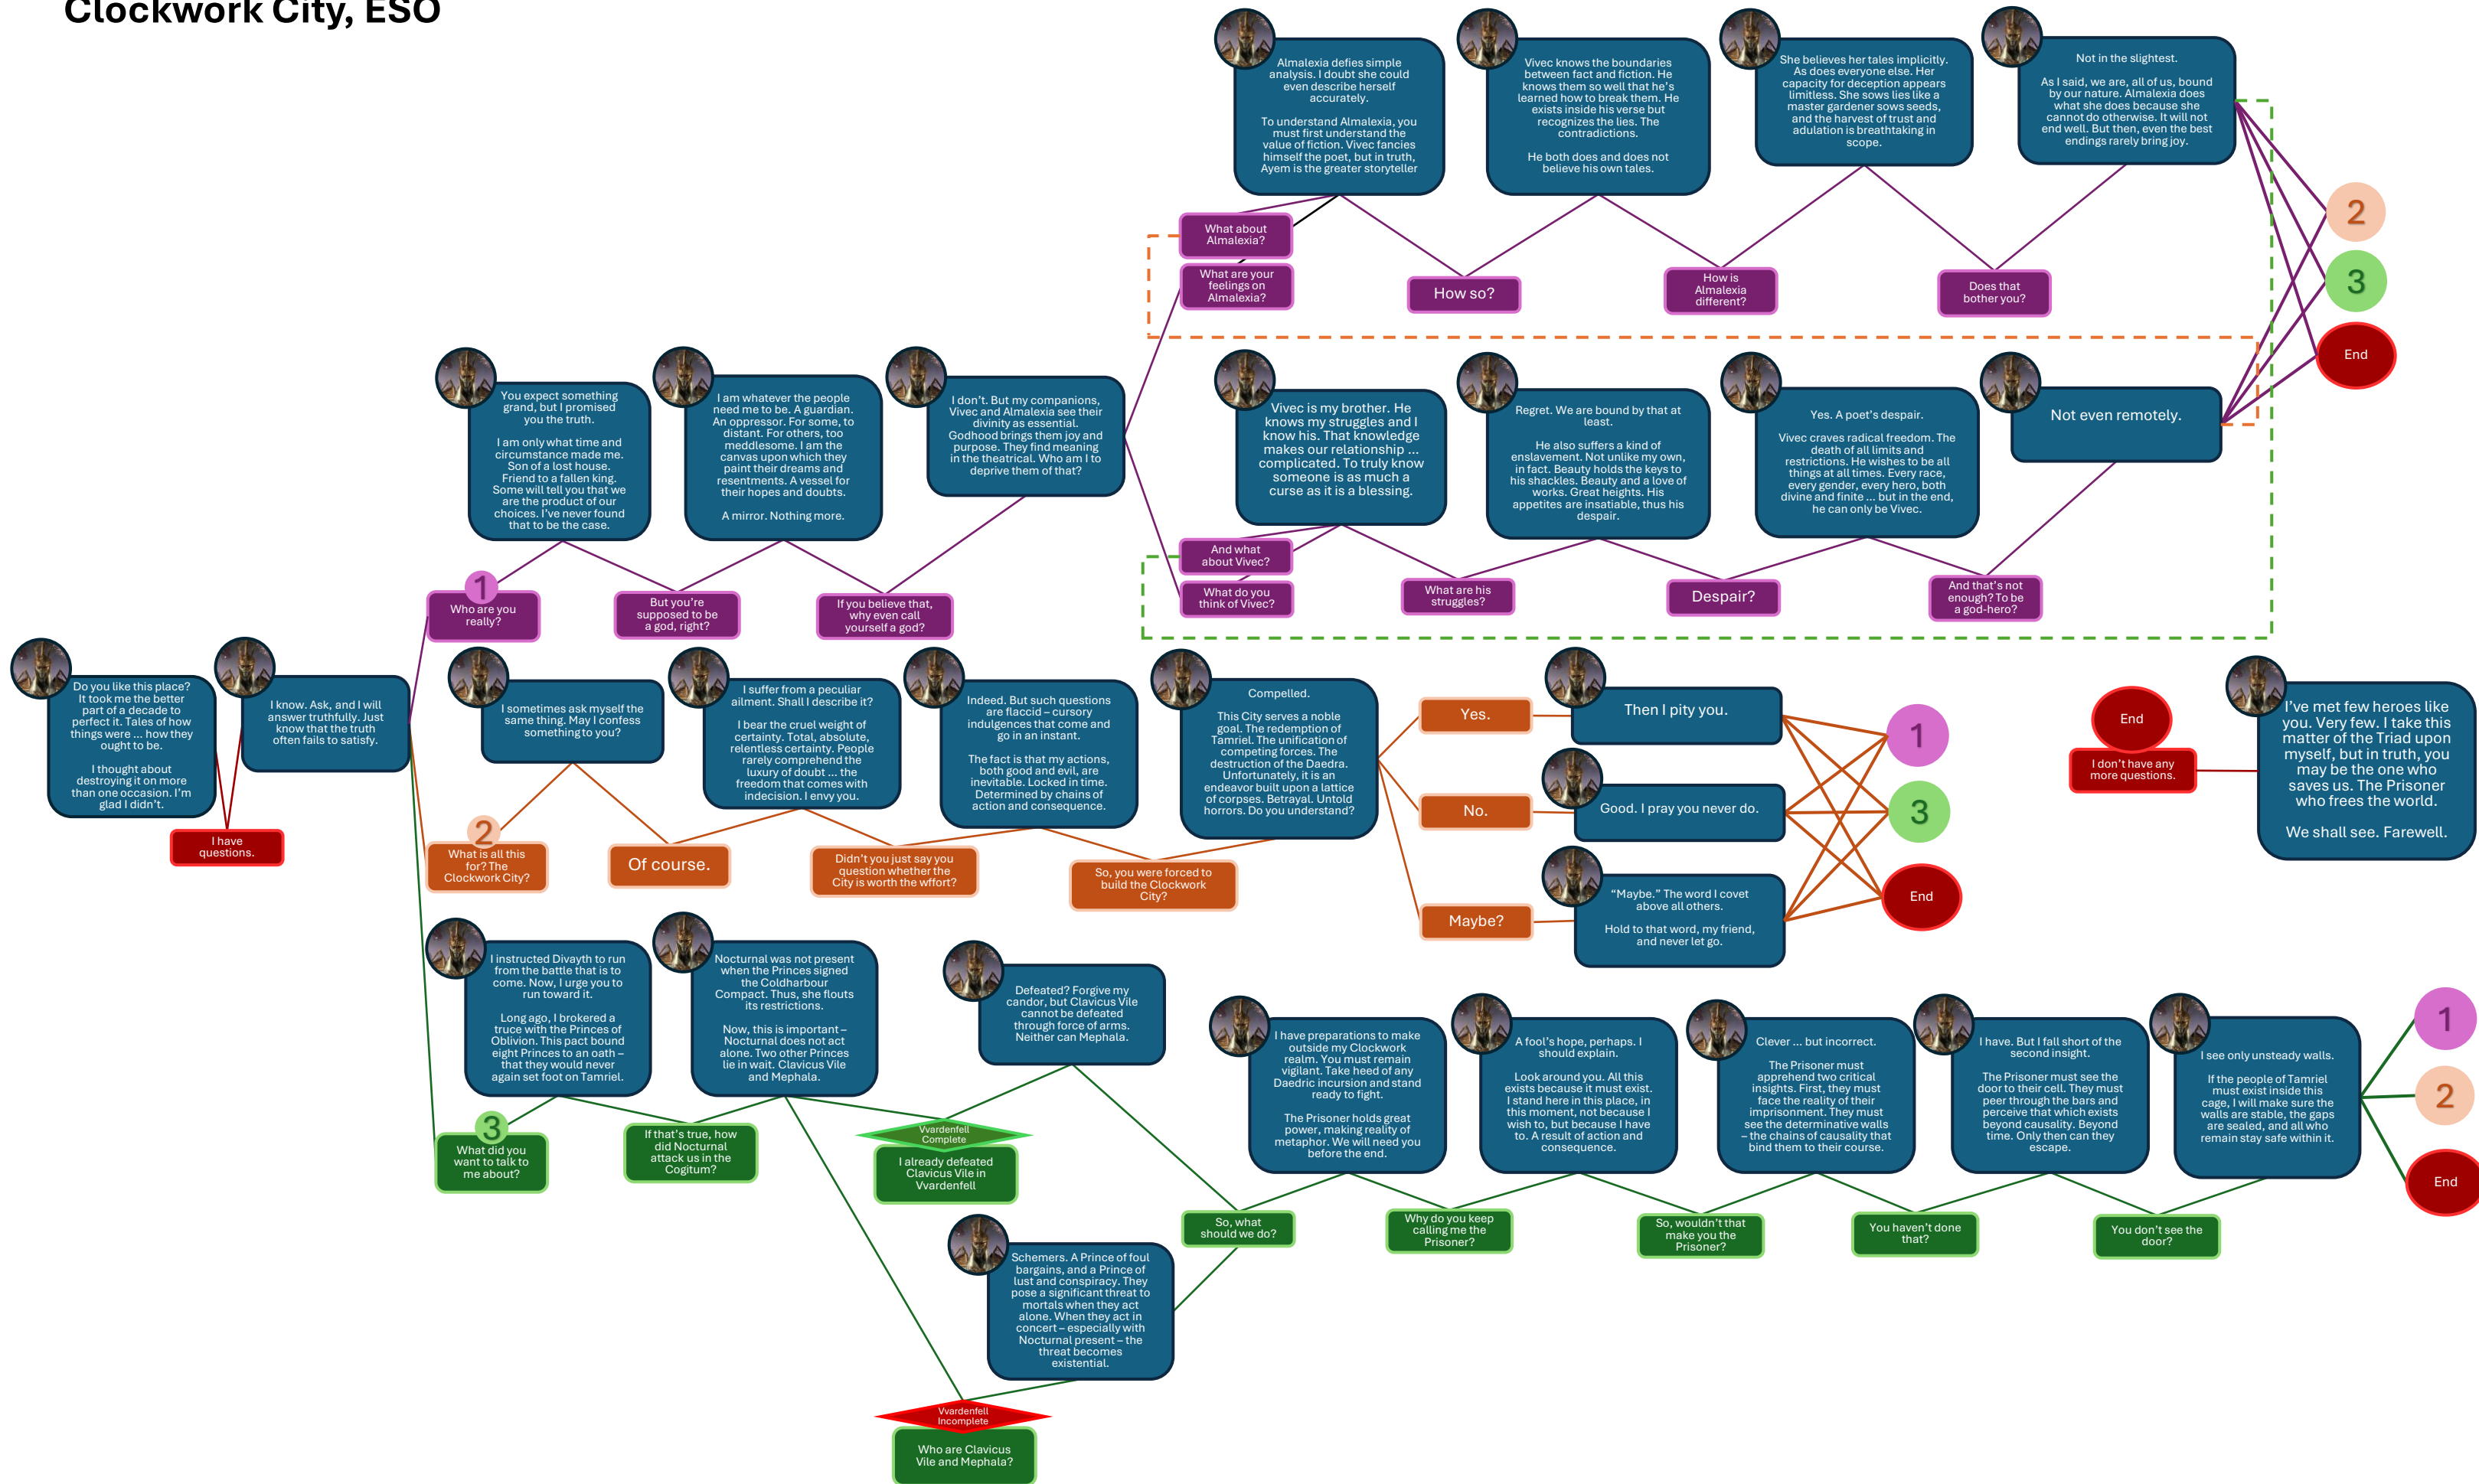 Clockwork City, ESO
Almalexia defies simple
analysis. I doubt she could
even describe herself
accurately.
To understand Almalexia, you
must first understand the
value of fiction. Vivec fancies
himself the poet, but in truth,
Ayem is the greater storyteller
Vivec knows the boundaries
between fact and fiction. He
knows them so well that he's
learned how to break them. He
exists inside his verse but
recognizes the lies. The
contradictions.
He both does and does not
believe his own tales.
She believes her tales implicitly.
As does everyone else. Her
capacity for deception appears
limitless. She sows lies like a
master gardener sows seeds,
and the harvest of trust and
adulation is breathtaking in
scope.
Not in the slightest.
As I said, we are, all of us, bound
by our nature. Almalexia does
what she does because she
cannot do otherwise. It will not
end well. But then, even the best
endings rarely bring joy.
What about
Almalexia?
What are your
feelings on
Almalexia?
How so?
How is
Almalexia
different?
Does that
bother you?
2
3
End
You expect something
grand, but I promised
you the truth.
I am only what time and
circumstance made me.
Son of a lost house.
Friend to a fallen king.
Some will tell you that we
are the product of our
choices. I've never found
that to be the case.
I am whatever the people
need me to be. A guardian.
An oppressor. For some, to
distant. For others, too
meddlesome. I am the
canvas upon which they
paint their dreams and
resentments. A vessel for
their hopes and doubts.
A mirror. Nothing more.
I don't. But my companions,
Vivec and Almalexia see their
divinity as essential.
Godhood brings them joy and
purpose. They find meaning
in the theatrical. Who am I to
deprive them of that?
Vivec is my brother. He
knows my struggles and I
know his. That knowledge
makes our relationship ...
complicated. To truly know
someone is as much a
curse as it is a blessing.
Regret. We are bound by that at
least.
He also suffers a kind of
enslavement. Not unlike my own,
in fact. Beauty holds the keys to
his shackles. Beauty and a love of
works. Great heights. His
appetites are insatiable, thus his
despair.
Yes. A poet's despair.
Vivec craves radical freedom. The
death of all limits and
restrictions. He wishes to be all
things at all times. Every race,
every gender, every hero, both
divine and finite ... but in the end,
he can only be Vivec.
Not even remotely.
1
Who are you
really?
But you're
supposed to be
a god, right?
If you believe that,
why even call
yourself a god?
And what
about Vivec?
What do you
think of Vivec?
What are his
struggles?
Despair?
And that's not
enough? To be
a god-hero?
Do you like this place?
It took me the better
part of a decade to
perfect it. Tales of how
things were ... how they
ought to be.
I thought about
destroying it on more
than one occasion. I'm
glad I didn't.
I know. Ask, and I will
answer truthfully. Just
know that the truth
often fails to satisfy.
I have
questions.
I sometimes ask myself the
same thing. May I confess
something to you?
I suffer from a peculiar
ailment. Shall I describe it?
I bear the cruel weight of
certainty. Total, absolute,
relentless certainty. People
rarely comprehend the
luxury of doubt ... the
freedom that comes with
indecision. I envy you.
Indeed. But such questions
are flaccid – cursory
indulgences that come and
go in an instant.
The fact is that my actions,
both good and evil, are
inevitable. Locked in time.
Determined by chains of
action and consequence.
Compelled.
This City serves a noble
goal. The redemption of
Tamriel. The unification of
competing forces. The
destruction of the Daedra.
Unfortunately, it is an
endeavor built upon a lattice
of corpses. Betrayal. Untold
horrors. Do you understand?
2
What is all this
for? The
Clockwork City?
Of course.
Didn't you just say you
question whether the
City is worth the wffort?
So, you were forced to
build the Clockwork
City?
Yes.
No.
Maybe?
Then I pity you.
Good. I pray you never do.
“Maybe.” The word I covet
above all others.
Hold to that word, my friend,
and never let go.
1
3
End
End
I don't have any
more questions.
I've met few heroes like
you. Very few. I take this
matter of the Triad upon
myself, but in truth, you
may be the one who
saves us. The Prisoner
who frees the world.
We shall see. Farewell.
I instructed Divayth to run
from the battle that is to
come. Now, I urge you to
run toward it.
Long ago, I brokered a
truce with the Princes of
Oblivion. This pact bound
eight Princes to an oath –
that they would never
again set foot on Tamriel.
Nocturnal was not present
when the Princes signed
the Coldharbour
Compact. Thus, she flouts
its restrictions.
Now, this is important –
Nocturnal does not act
alone. Two other Princes
lie in wait. Clavicus Vile
and Mephala.
Defeated? Forgive my
candor, but Clavicus Vile
cannot be defeated
through force of arms.
Neither can Mephala.
I have preparations to make
outside my Clockwork
realm. You must remain
vigilant. Take heed of any
Daedric incursion and stand
ready to fight.
The Prisoner holds great
power, making reality of
metaphor. We will need you
before the end.
A fool's hope, perhaps. I
should explain.
Look around you. All this
exists because it must exist.
I stand here in this place, in
this moment, not because I
wish to, but because I have
to. A result of action and
consequence.
Clever ... but incorrect.
The Prisoner must
apprehend two critical
insights. First, they must
face the reality of their
imprisonment. They must
see the determinative walls
– the chains of causality that
bind them to their course.
I have. But I fall short of the
second insight.
The Prisoner must see the
door to their cell. They must
peer through the bars and
perceive that which exists
beyond causality. Beyond
time. Only then can they
escape.
I see only unsteady walls.
If the people of Tamriel
must exist inside this
cage, I will make sure the
walls are stable, the gaps
are sealed, and all who
remain stay safe within it.
1
2
End
3
What did you
want to talk to
me about?
If that's true, how
did Nocturnal
attack us in the
Cogitum?
Vvardenfell
Complete
I already defeated
Clavicus Vile in
Vvardenfell
So, what
should we do?
Why do you keep
calling me the
Prisoner?
So, wouldn't that
make you the
Prisoner?
You haven't done
that?
You don't see the
door?
Schemers. A Prince of foul
bargains, and a Prince of
lust and conspiracy. They
pose a significant threat to
mortals when they act
alone. When they act in
concert – especially with
Nocturnal present – the
threat becomes
existential.
Vvardenfell
Incomplete
Who are Clavicus
Vile and Mephala?